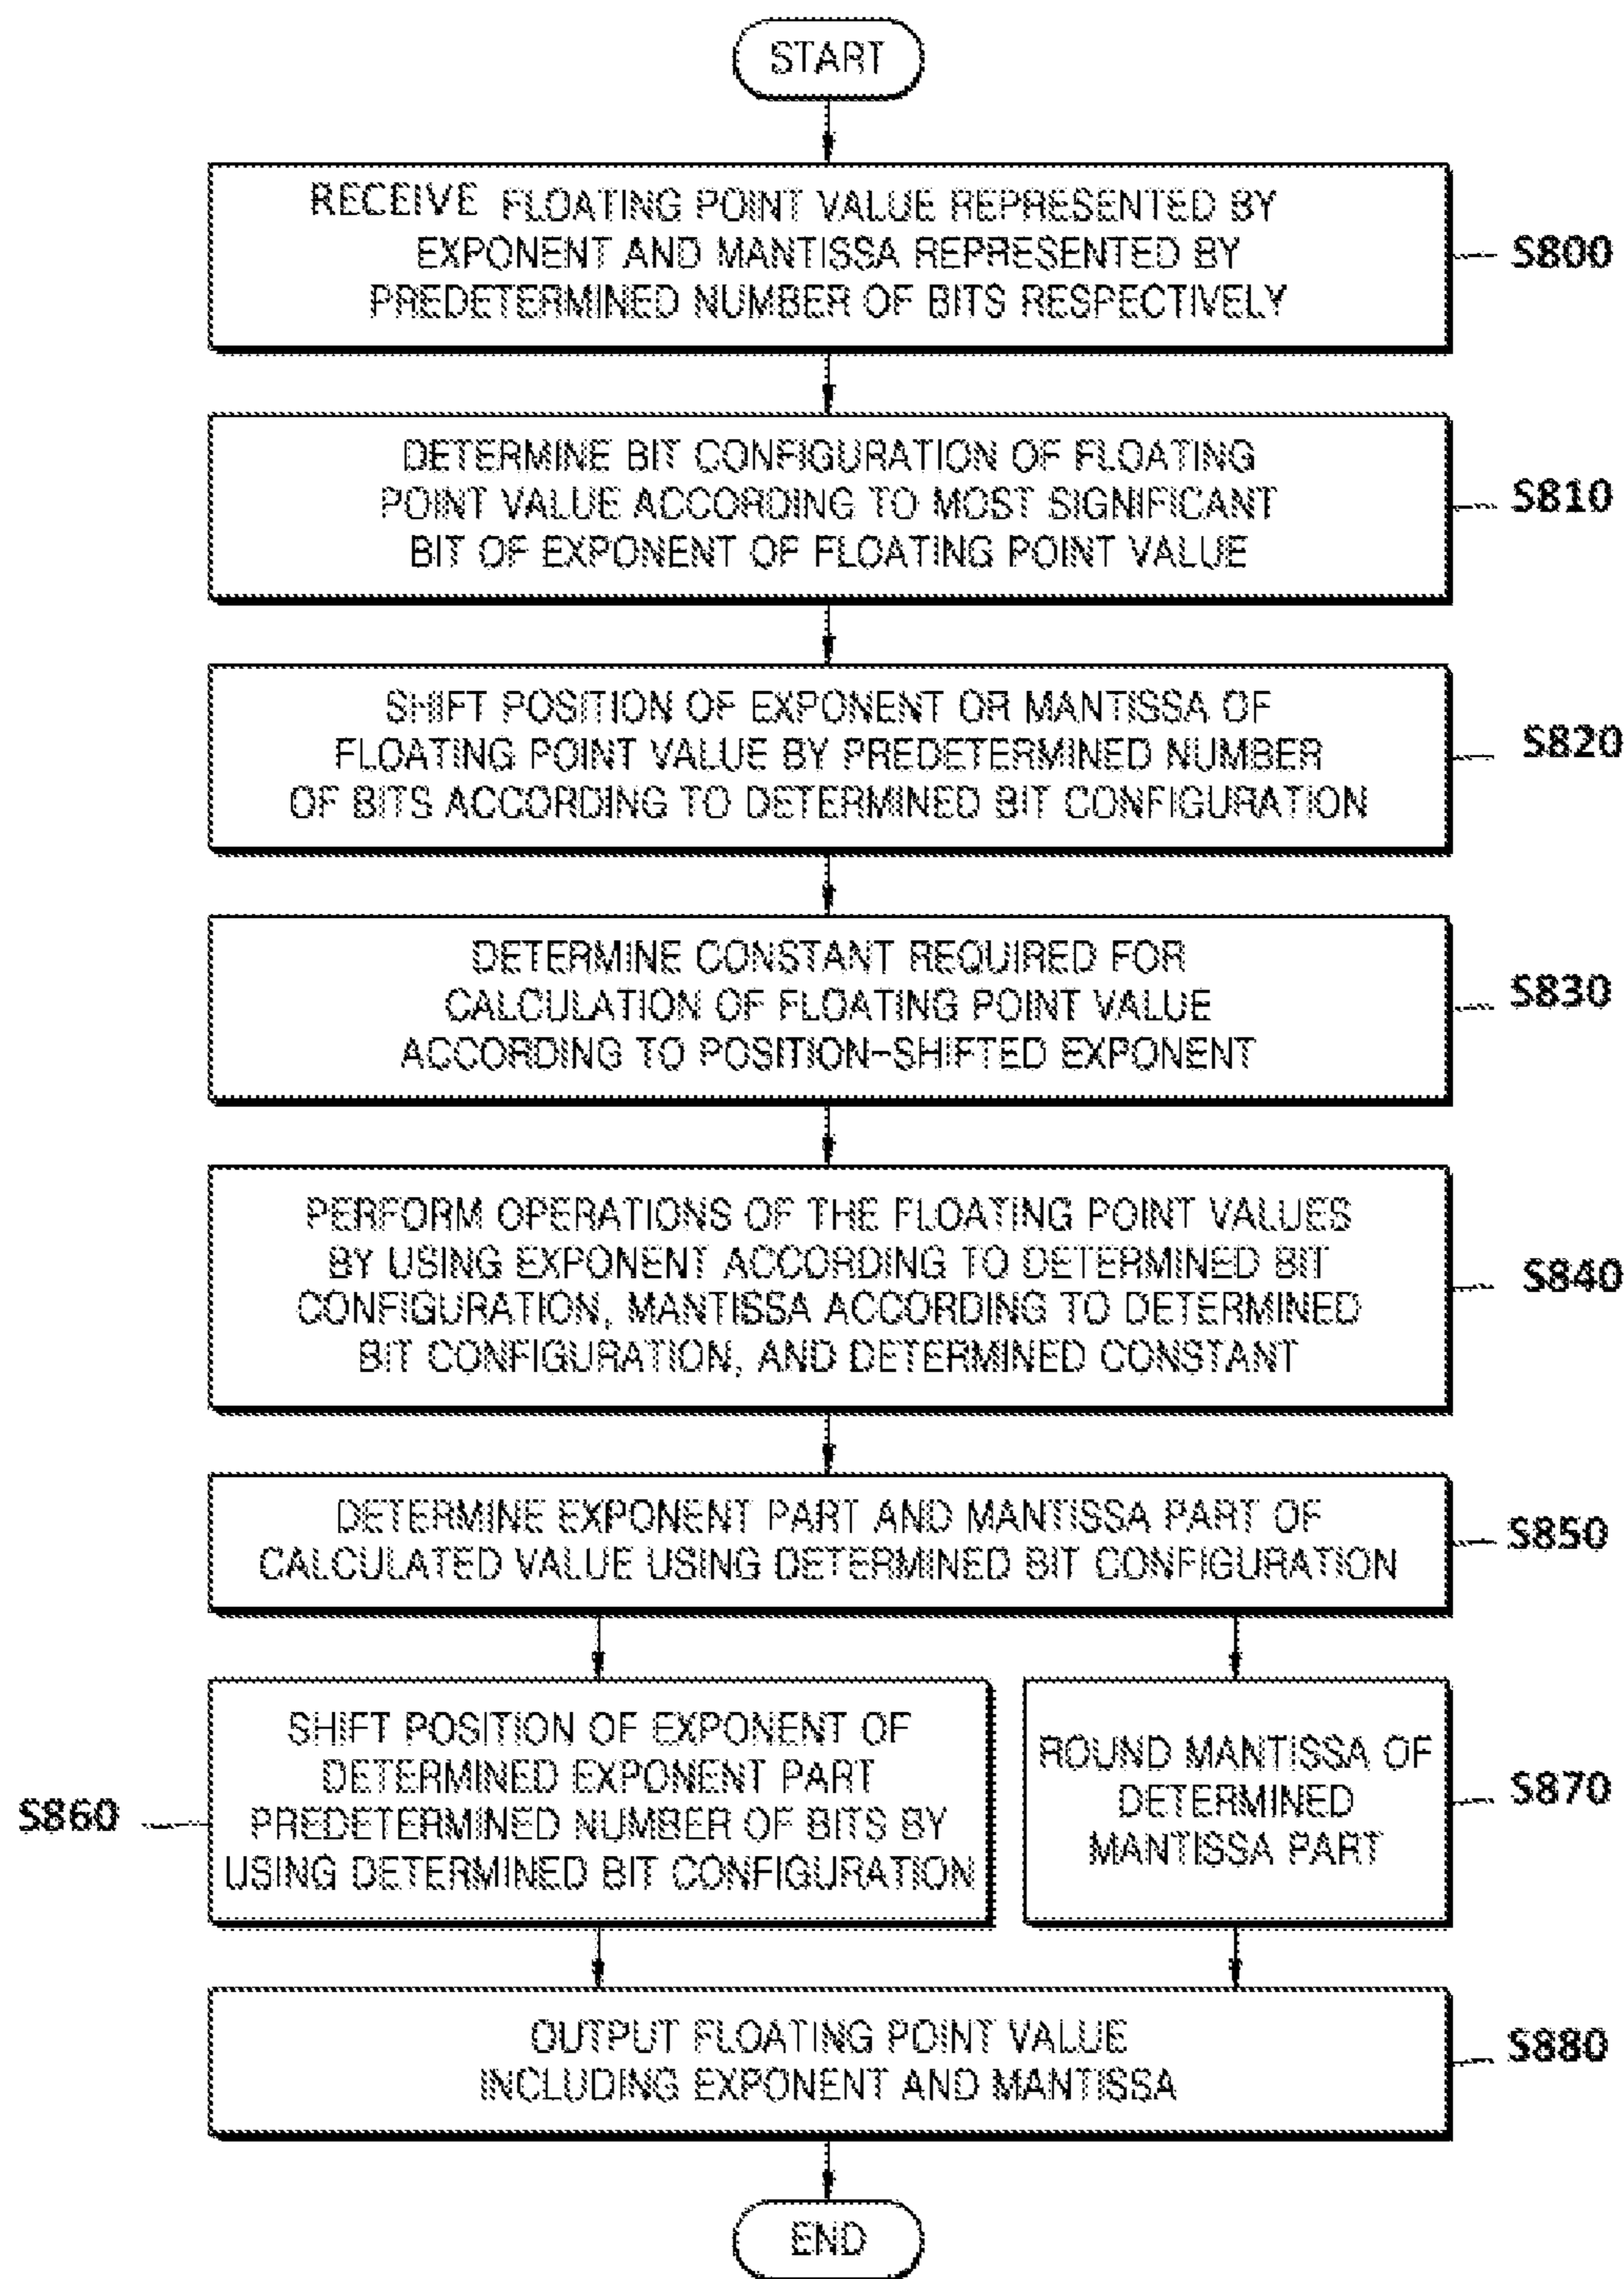 START
RECEIVE FLOATING POINT VALUE REPRESENTED BY
EXPONENT AND MANTISSA REPRESENTED BY
PREDETERMINED NUMBER OF BITS RESPECTIVELY
S800
DETERMINE BIT CONFIGURATION OF FLOATING
POINT VALUE ACCORDING TO MOST SIGNIFICANT
BIT OF EXPONENT OF FLOATING POINT VALUE
S810
SHIFT POSITION OF EXPONENT OR MANTISSA OF
FLOATING POINT VALUE BY PREDETERMINED NUMBER
OF BITS ACCORDING TO DETERMINED BIT CONFIGURATION
S820
DETERMINE CONSTANT REQUIRED FOR
CALCULATION OF FLOATING POINT VALUE
ACCORDING TO POSITION-SHIFTED EXPONENT
S830
PERFORM OPERATIONS OF THE FLOATING POINT VALUES
BY USING EXPONENT ACCORDING TO DETERMINED BIT
CONFIGURATION, MANTISSA ACCORDING TO DETERMINED
BIT CONFIGURATION, AND DETERMINED CONSTANT
S840
DETERMINE EXPONENT PART AND MANTISSA PART OF
CALCULATED VALUE USING DETERMINED BIT CONFIGURATION
S850
S860
SHIFT POSITION OF EXPONENT OF
DETERMINED EXPONENT PART
PREDETERMINED NUMBER OF BITS BY
USING DETERMINED BIT CONFIGURATION
ROUND MANTISSA OF
DETERMINED
MANTISSA PART
S870
OUTPUT FLOATING POINT VALUE
INCLUDING EXPONENT AND MANTISSA
S880
END